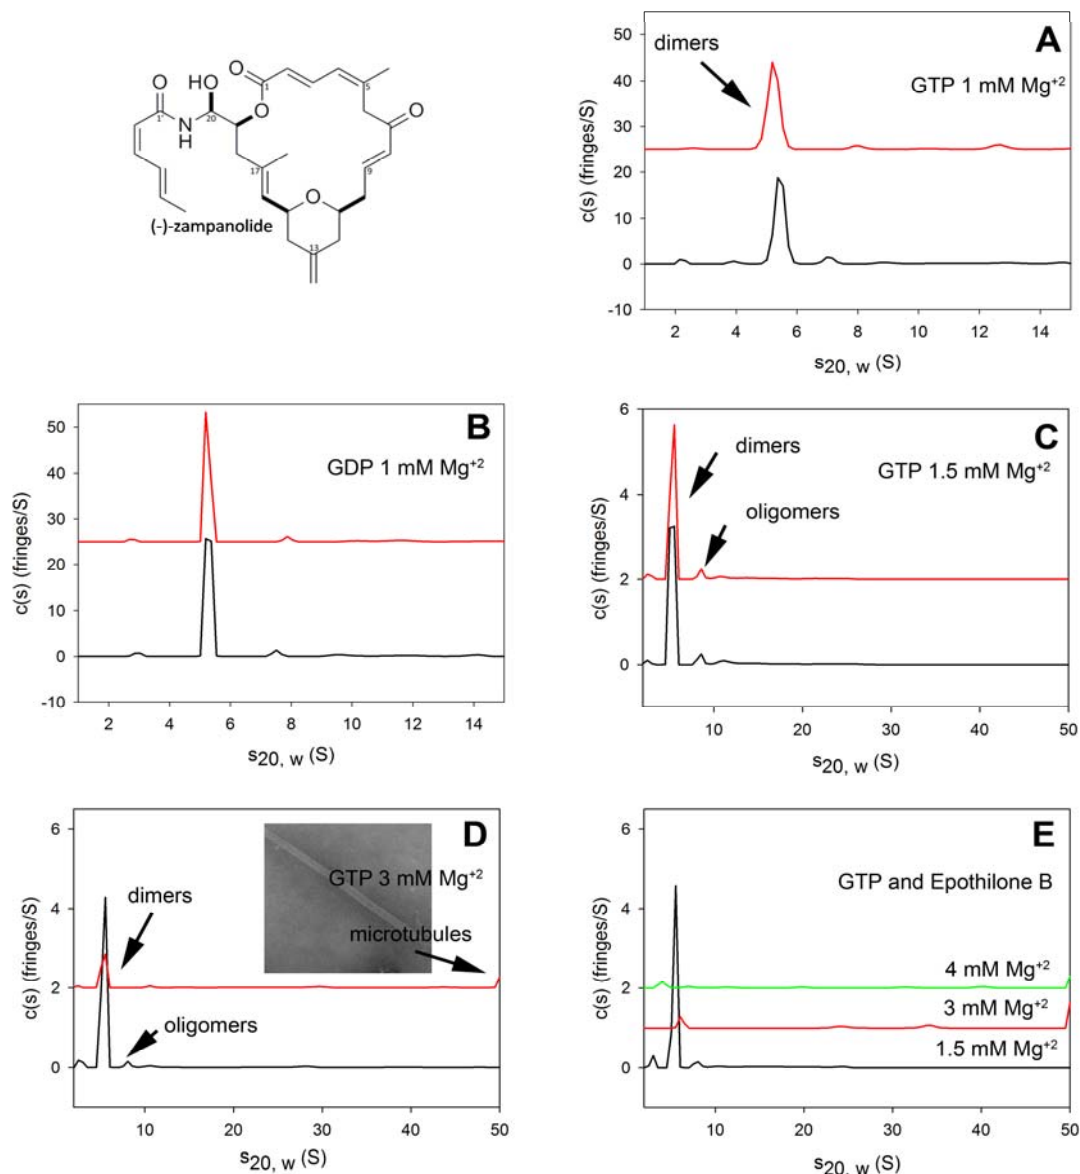 O
HO
O
1
5
O
1'
N
H
20
O
17
9
O
13
(-)-zampanolide
A
dimers
GTP 1 mM Mg+2
c(s) (fringes/S)
50
40
30
20
10
0
-10
2 4 6 8 10 12 14
s20, w (S)
B
GDP 1 mM Mg+2
c(s) (fringes/S)
50
40
30
20
10
0
-10
2 4 6 8 10 12 14
s20, w (S)
C
GTP 1.5 mM Mg+2
dimers
oligomers
c(s) (fringes/S)
6
4
2
0
10 20 30 40 50
s20, w (S)
D
GTP 3 mM Mg+2
dimers
microtubules
oligomers
c(s) (fringes/S)
6
4
2
0
10 20 30 40 50
s20, w (S)
E
GTP and Epothilone B
4 mM Mg+2
3 mM Mg+2
1.5 mM Mg+2
c(s) (fringes/S)
6
4
2
0
10 20 30 40 50
s20, w (S)